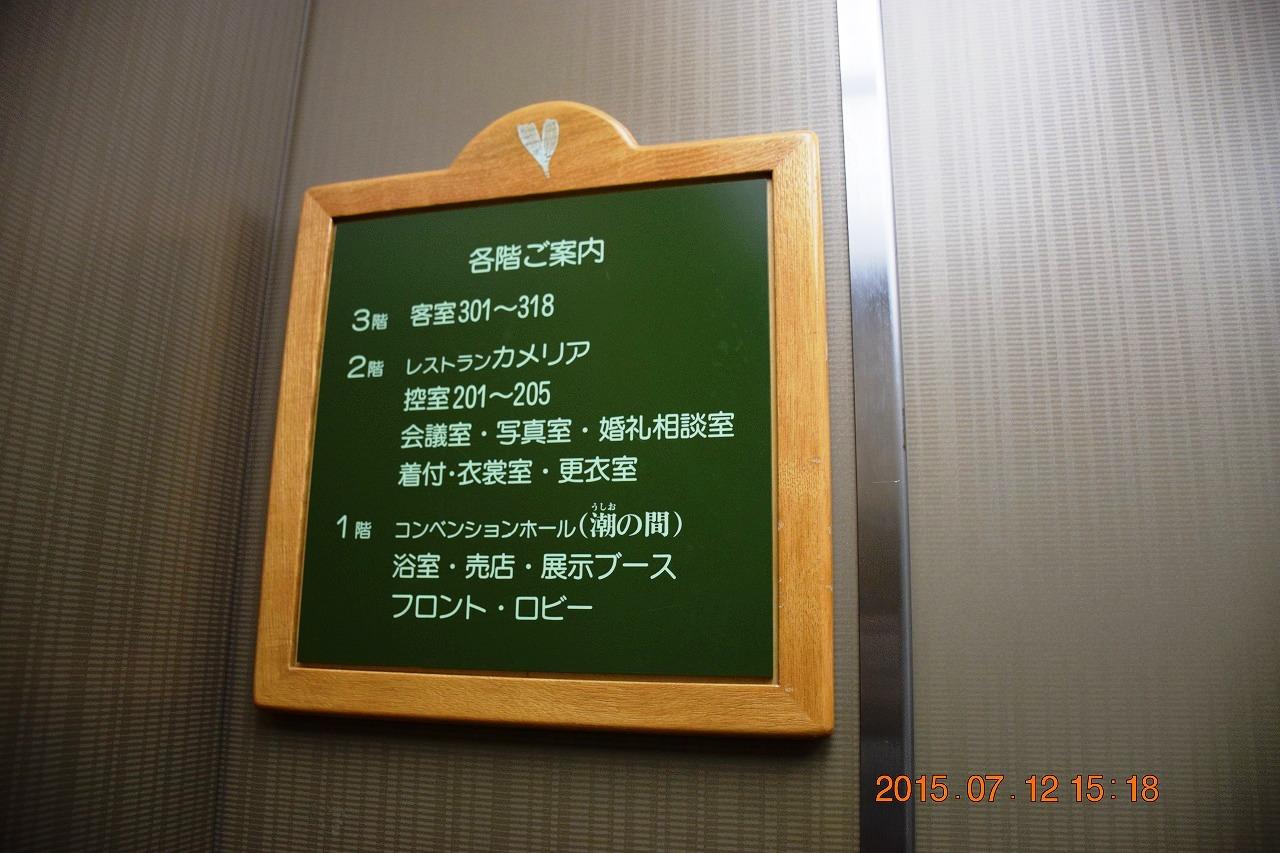 各階ご案内
3階 客室301～318
2階 レストランカメリア
控室201～205
会議室・写真室・婚礼相談室
着付・衣裳室・更衣室
うしお
1階 コンベンションホール（潮の間）
浴室・売店・展示ブース
フロント・ロビー
2015.07.12 15:18